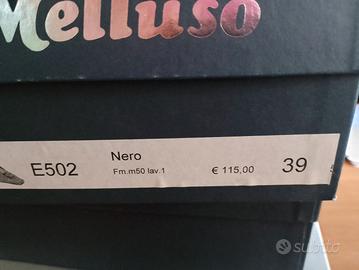 Melluso
E502 Nero € 115,00 39
Fm.m50 lav.1
subito